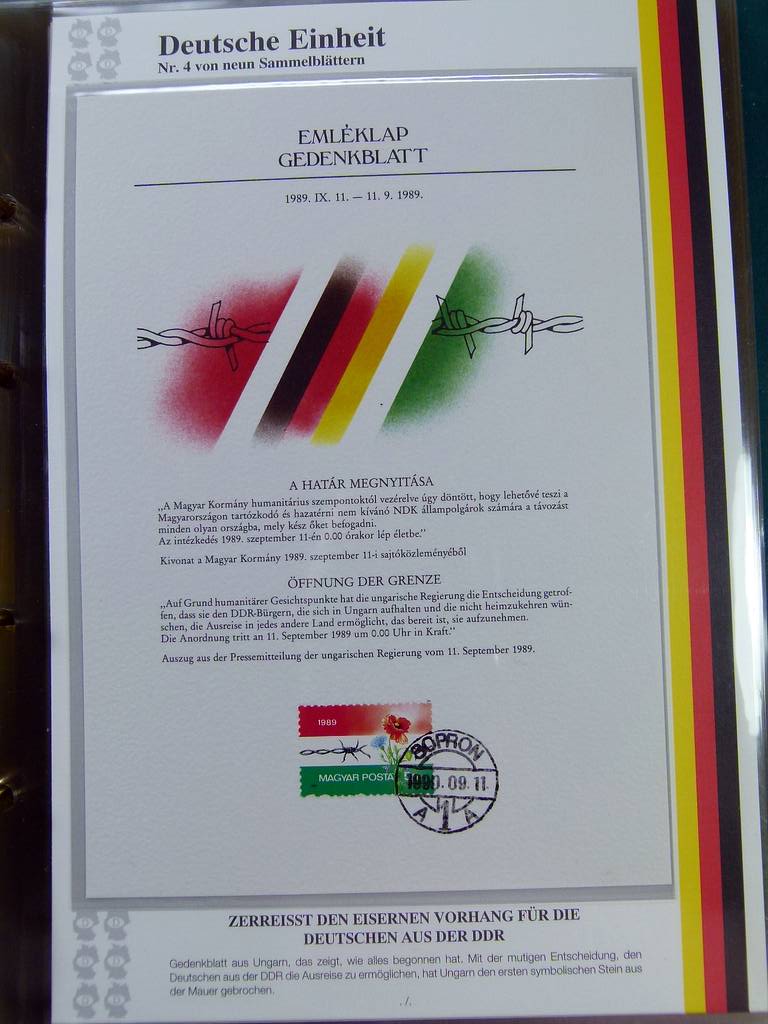 Deutsche Einheit
Nr. 4 von neun Sammelblättern
EMLÉKLAP
GEDENKBLATT
1989. IX. 11. — 11. 9. 1989.
A HATÁR MEGNYITÁSA
„A Magyar Kormány humanitárius szempontoktól vezérelve úgy döntött, hogy lehetővé teszi a
Magyarországon tartózkodó és hazatérni nem kívánó NDK állampolgárok számára a távozást
minden olyan országba, mely kész őket befogadni.
Az intézkedés 1989. szeptember 11-én 0.00 órakor lép életbe.”
Kivonat a Magyar Kormány 1989. szeptember 11-i sajtóközleményéből
ÖFFNUNG DER GRENZE
„Auf Grund humanitärer Gesichtspunkte hat die ungarische Regierung die Entscheidung getrof-
fen, dass sie den DDR-Bürgern, die sich in Ungarn aufhalten und die nicht heimzukehren wün-
schen, die Ausreise in jedes andere Land ermöglicht, das bereit ist, sie aufzunehmen.
Die Anordnung tritt an 11. September 1989 um 0.00 Uhr in Kraft.”
Auszug aus der Pressemitteilung der ungarischen Regierung vom 11. September 1989.
1989
MAGYAR POSTA
SOPRON
1990.09.11.
A 1 A
ZERREISST DEN EISERNEN VORHANG FÜR DIE
DEUTSCHEN AUS DER DDR
Gedenkblatt aus Ungarn, das zeigt, wie alles begonnen hat. Mit der mutigen Entscheidung, den
Deutschen aus der DDR die Ausreise zu ermöglichen, hat Ungarn den ersten symbolischen Stein aus
der Mauer gebrochen.
./.